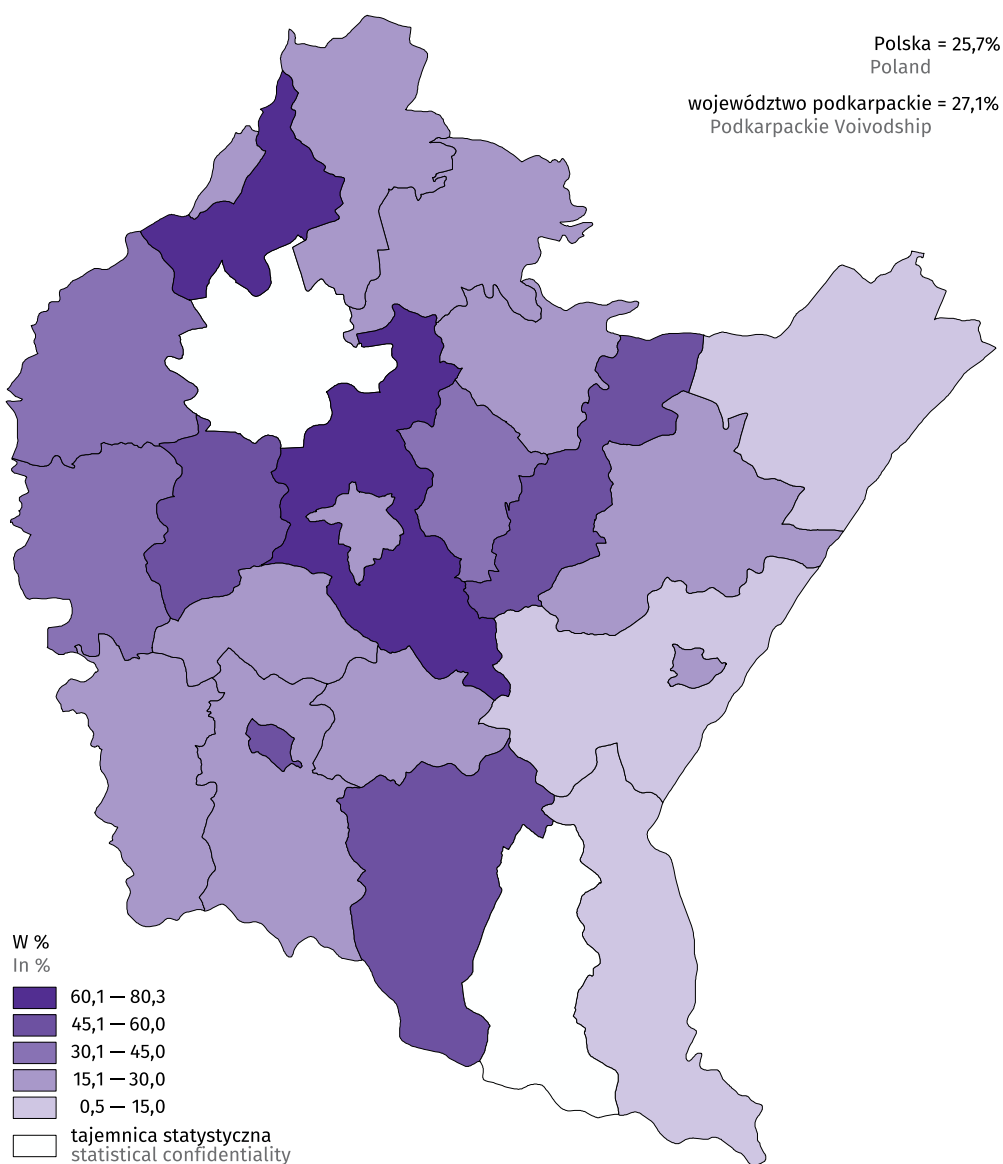 Polska = 25,7%
Poland
województwo podkarpackie = 27,1%
Podkarpackie Voivodship
W %
In %
60,1 — 80,3
45,1 — 60,0
30,1 — 45,0
15,1 — 30,0
0,5 — 15,0
tajemnica statystyczna
statistical confidentiality